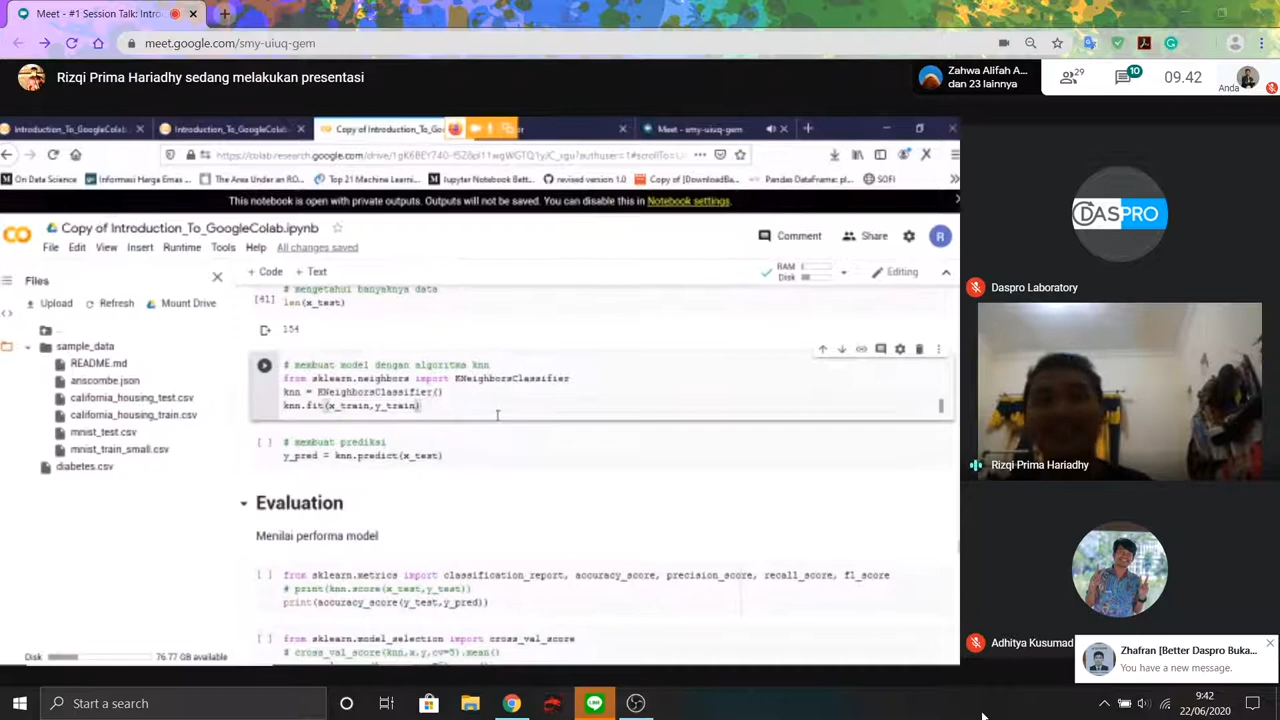 Meet - #1 Session Talk: Intro
meet.google.com/smy-uiuq-gem
Rizqi Prima Hariadhy sedang melakukan presentasi
Zahwa Alifah A...
dan 23 lainnya
29
10
09.42
Anda
Introduction_To_GoogleColab.
Introduction_To_GoogleColab
Copy of Introduction_To_Go
Meet - smy-uiuq-gem
On Data Science
Informasi Harga Emas
The Area Under an RO...
Top 21 Machine Learni...
Jupyter Notebook Bett...
revised version 1.0
Copy of [DownloadBa...
Pandas DataFrame: pl...
SOFI
This notebook is open with private outputs. Outputs will not be saved. You can disable this in Notebook settings.
Copy of Introduction_To_GoogleColab.ipynb
Comment
Share
R
File Edit View Insert Runtime Tools Help All changes saved
Files
+ Code + Text
RAM
Disk
Editing
Upload Refresh Mount Drive
..
sample_data
README.md
anscombe.json
california_housing_test.csv
california_housing_train.csv
mnist_test.csv
mnist_train_small.csv
diabetes.csv
Disk 76.77 GB available
# mengetahui banyaknya data
[41] len(x_test)
154
# membuat model dengan algoritma knn
from sklearn.neighbors import KNeighborsClassifier
knn = KNeighborsClassifier()
knn.fit(x_train,y_train)
[ ] # membuat prediksi
y_pred = knn.predict(x_test)
Evaluation
Menilai performa model
[ ] from sklearn.metrics import classification_report, accuracy_score, precision_score, recall_score, f1_score
# print(knn.score(x_test,y_test))
print(accuracy_score(y_test,y_pred))
[ ] from sklearn.model_selection import cross_val_score
# cross_val_score(knn,x,y,cv=5).mean()
DASPRO
Daspro Laboratory
Rizqi Prima Hariadhy
Adhitya Kusumad
Zhafran [Better Daspro Buka...
You have a new message.
Type here to search
LINE
9:42
22/06/2020